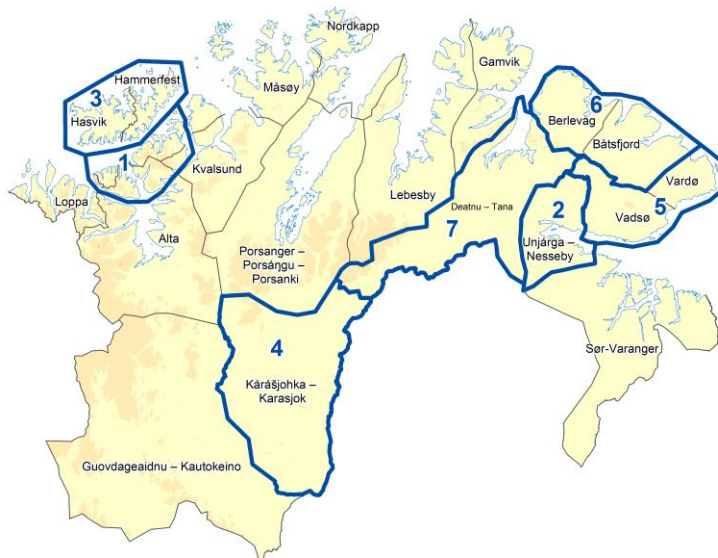 Nordkapp
Gamvik
Hammerfest
3
Måsøy
6
Hasvik
Berlevåg
Båtsfjord
1
Kvalsund
Vardø
Loppa
Lebesby
Deatnu – Tana
2
Vadsø
5
Alta
7
Unjárga –
Nesseby
Porsanger –
Porsáŋgu –
Porsanki
4
Sør-Varanger
Kárášjohka –
Karasjok
Guovdageaidnu – Kautokeino